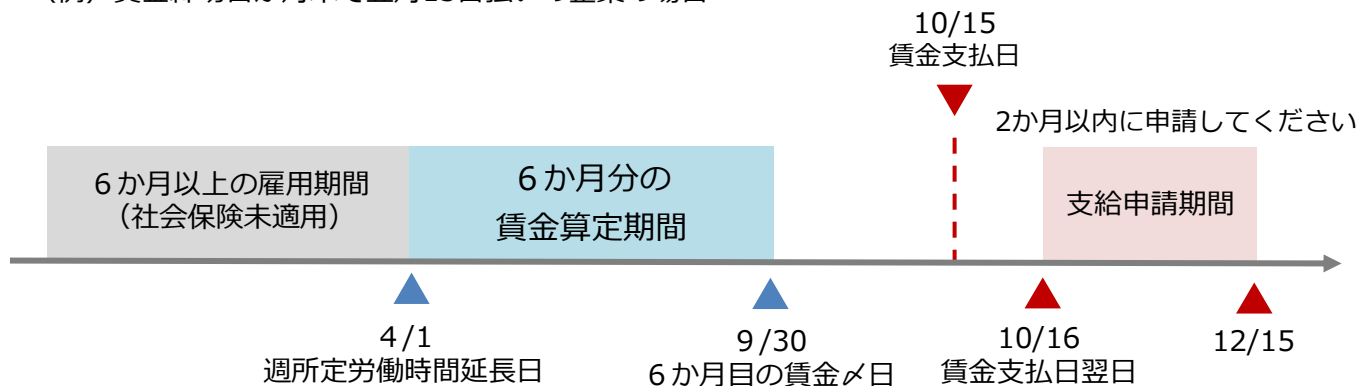 10/15
賃金支払日
2か月以内に申請してください
６か月以上の雇用期間
（社会保険未適用）
６か月分の
賃金算定期間
支給申請期間
４/１
週所定労働時間延長日
９/30
６か月目の賃金〆日
10/16
賃金支払日翌日
12/15